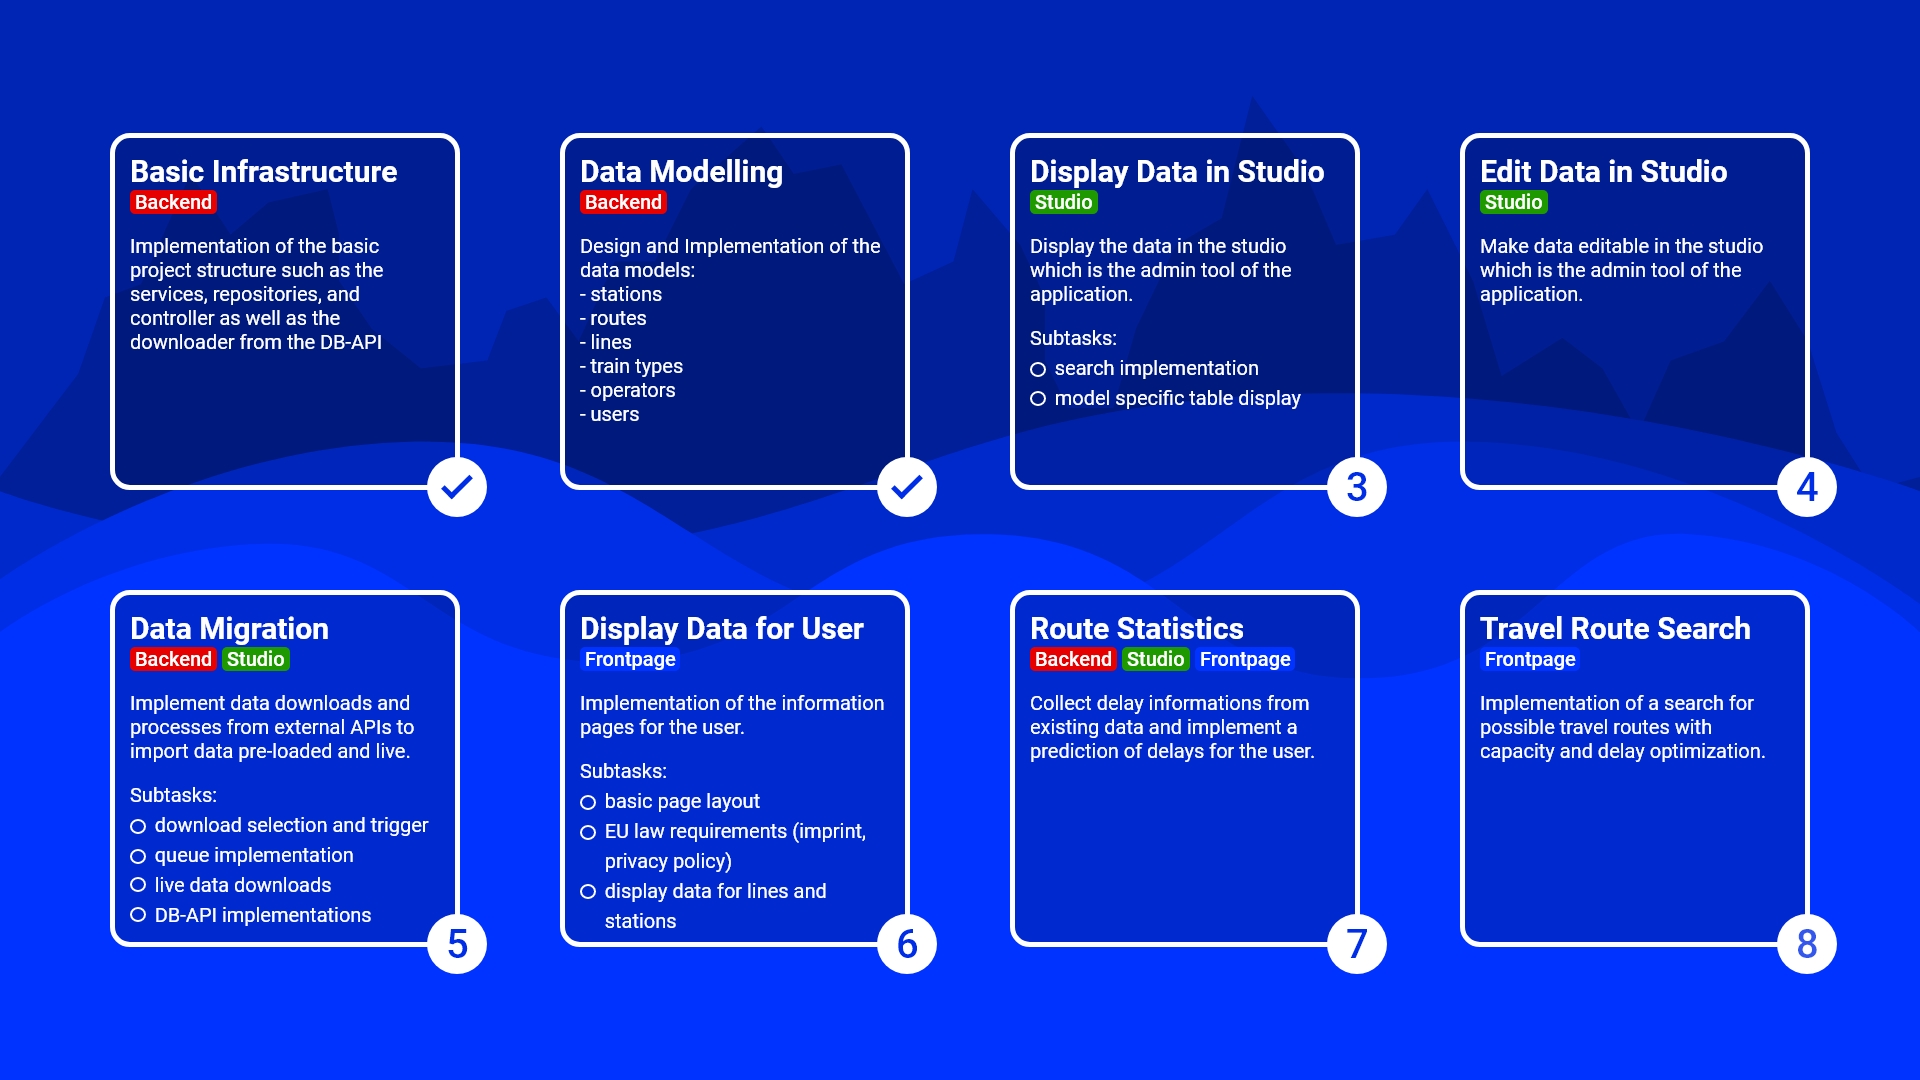 Basic Infrastructure
Backend
Implementation of the basic
project structure such as the
services, repositories, and
controller as well as the
downloader from the DB-API
Data Modelling
Backend
Design and Implementation of the
data models:
- stations
- routes
- lines
- train types
- operators
- users
Display Data in Studio
Studio
Display the data in the studio
which is the admin tool of the
application.
Subtasks:
search implementation
model specific table display
3
Edit Data in Studio
Studio
Make data editable in the studio
which is the admin tool of the
application.
4
Data Migration
Backend Studio
Implement data downloads and
processes from external APIs to
import data pre-loaded and live.
Subtasks:
download selection and trigger
queue implementation
live data downloads
DB-API implementations
5
Display Data for User
Frontpage
Implementation of the information
pages for the user.
Subtasks:
basic page layout
EU law requirements (imprint,
privacy policy)
display data for lines and
stations
6
Route Statistics
Backend Studio Frontpage
Collect delay informations from
existing data and implement a
prediction of delays for the user.
7
Travel Route Search
Frontpage
Implementation of a search for
possible travel routes with
capacity and delay optimization.
8